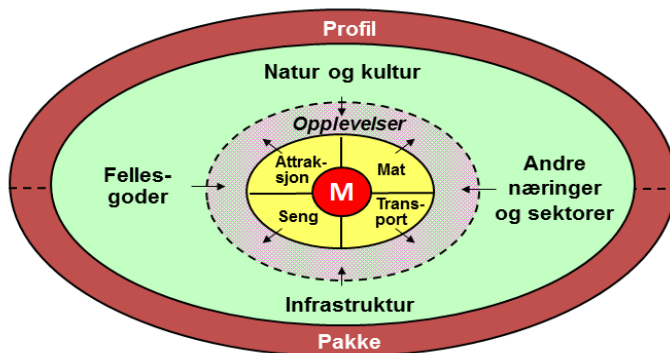 Profil
Natur og kultur
Opplevelser
Felles-
goder
Attrak-
sjon
Mat
M
Seng
Trans-
port
Andre
næringer
og sektorer
Infrastruktur
Pakke